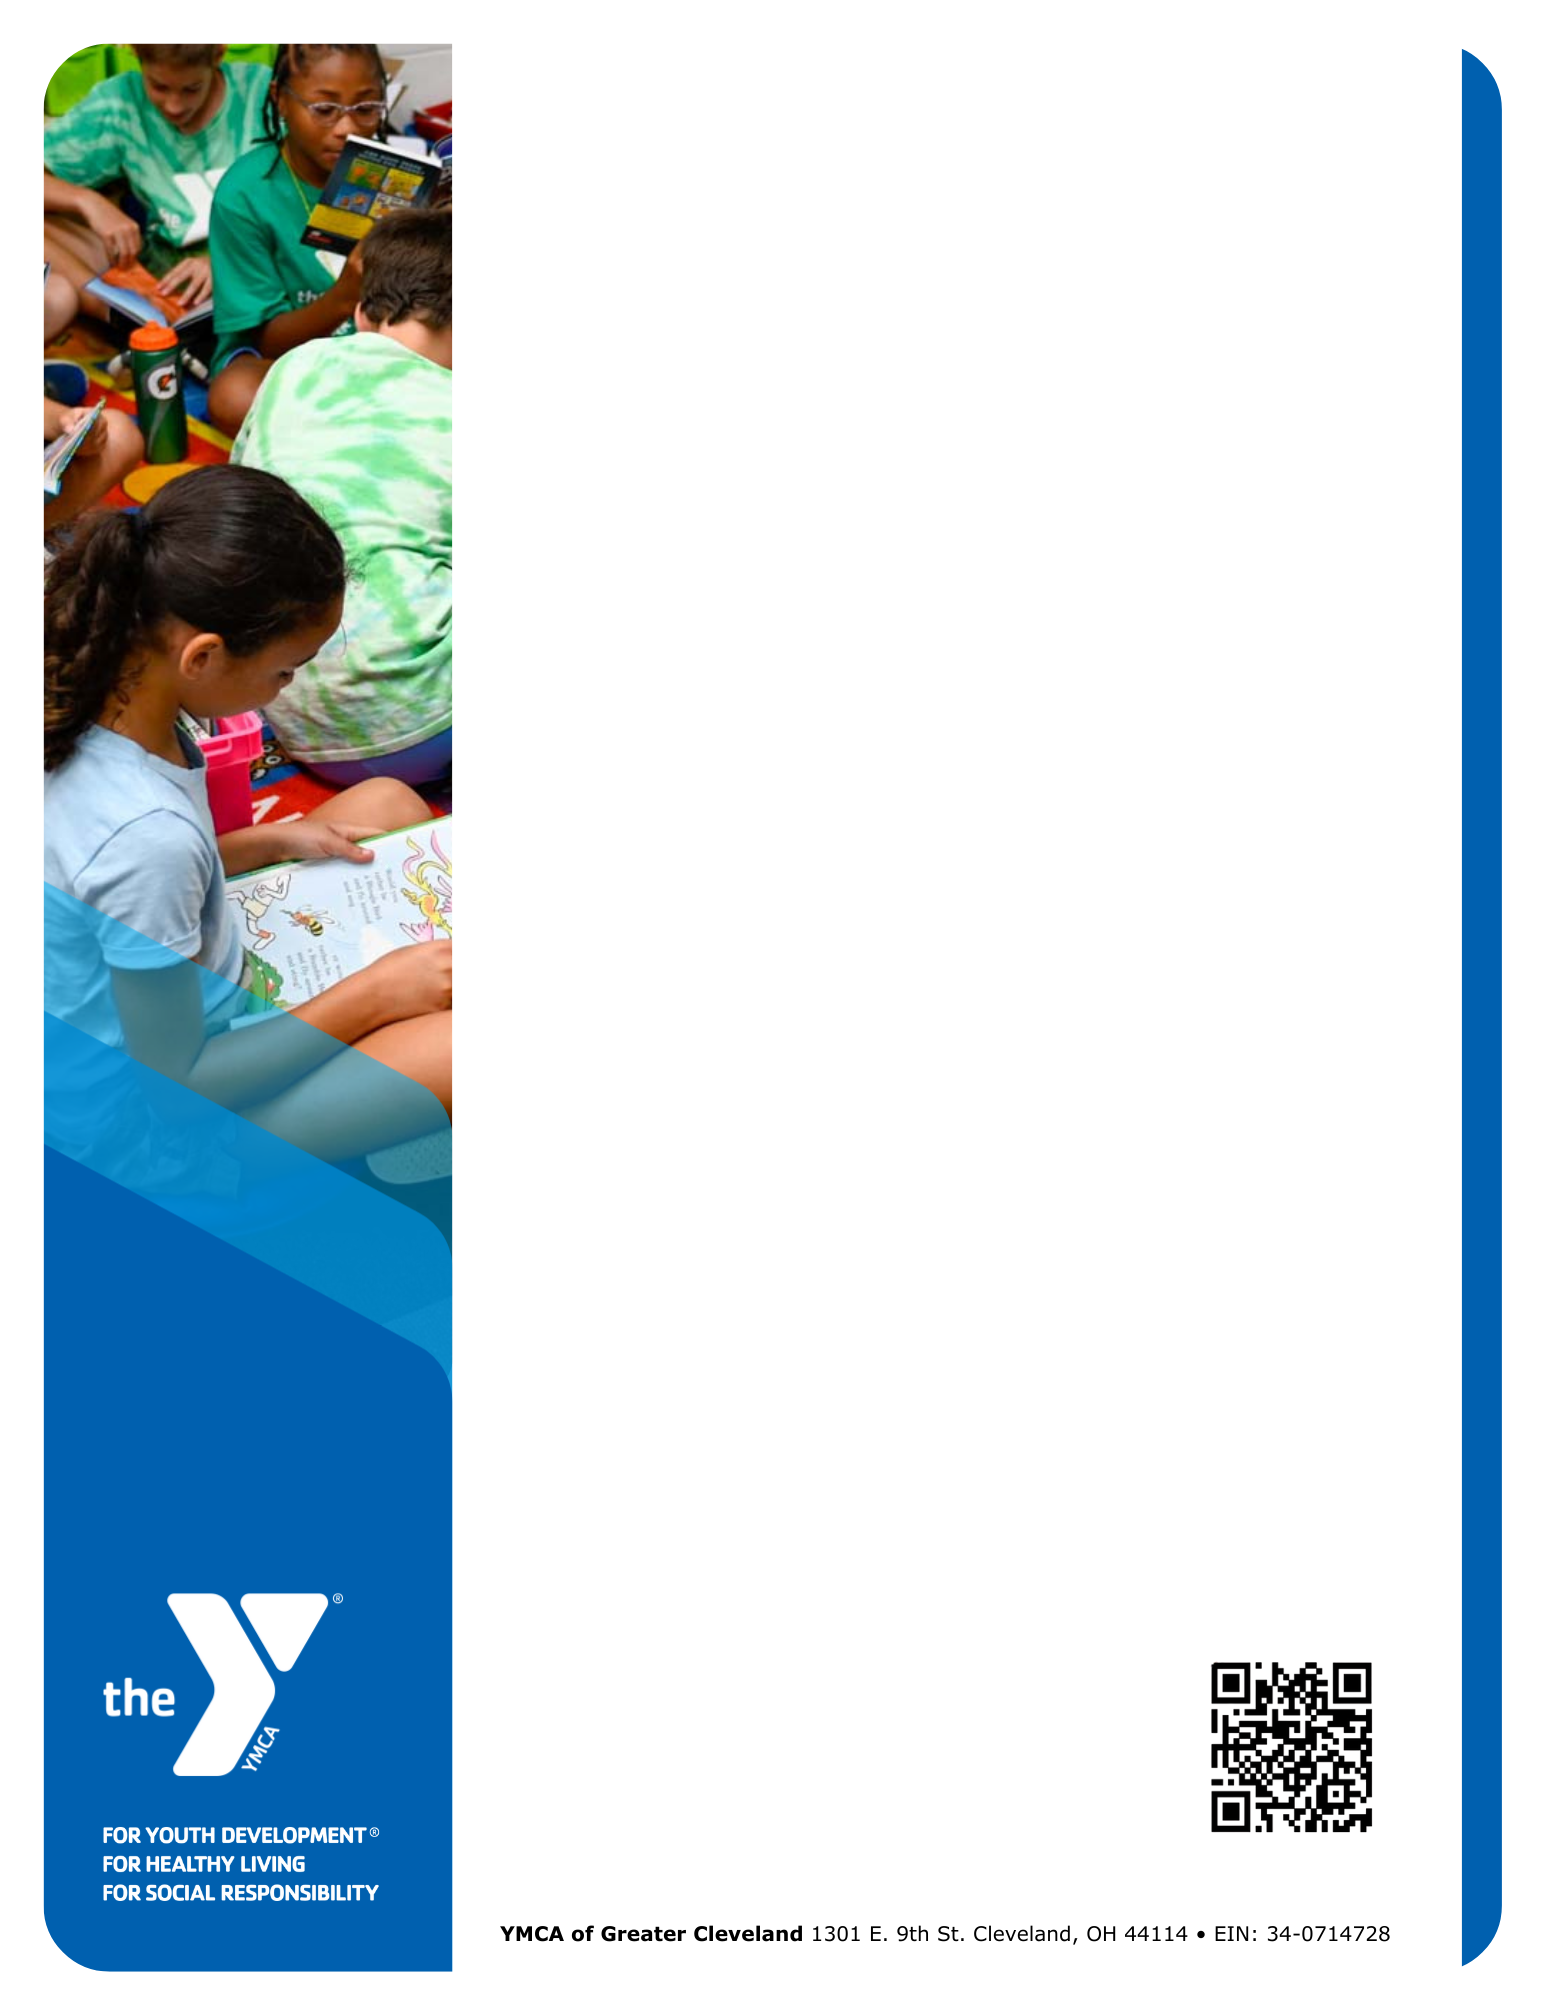 the
G
the
YMCA
®
FOR YOUTH DEVELOPMENT®
FOR HEALTHY LIVING
FOR SOCIAL RESPONSIBILITY
YMCA of Greater Cleveland 1301 E. 9th St. Cleveland, OH 44114 • EIN: 34-0714728